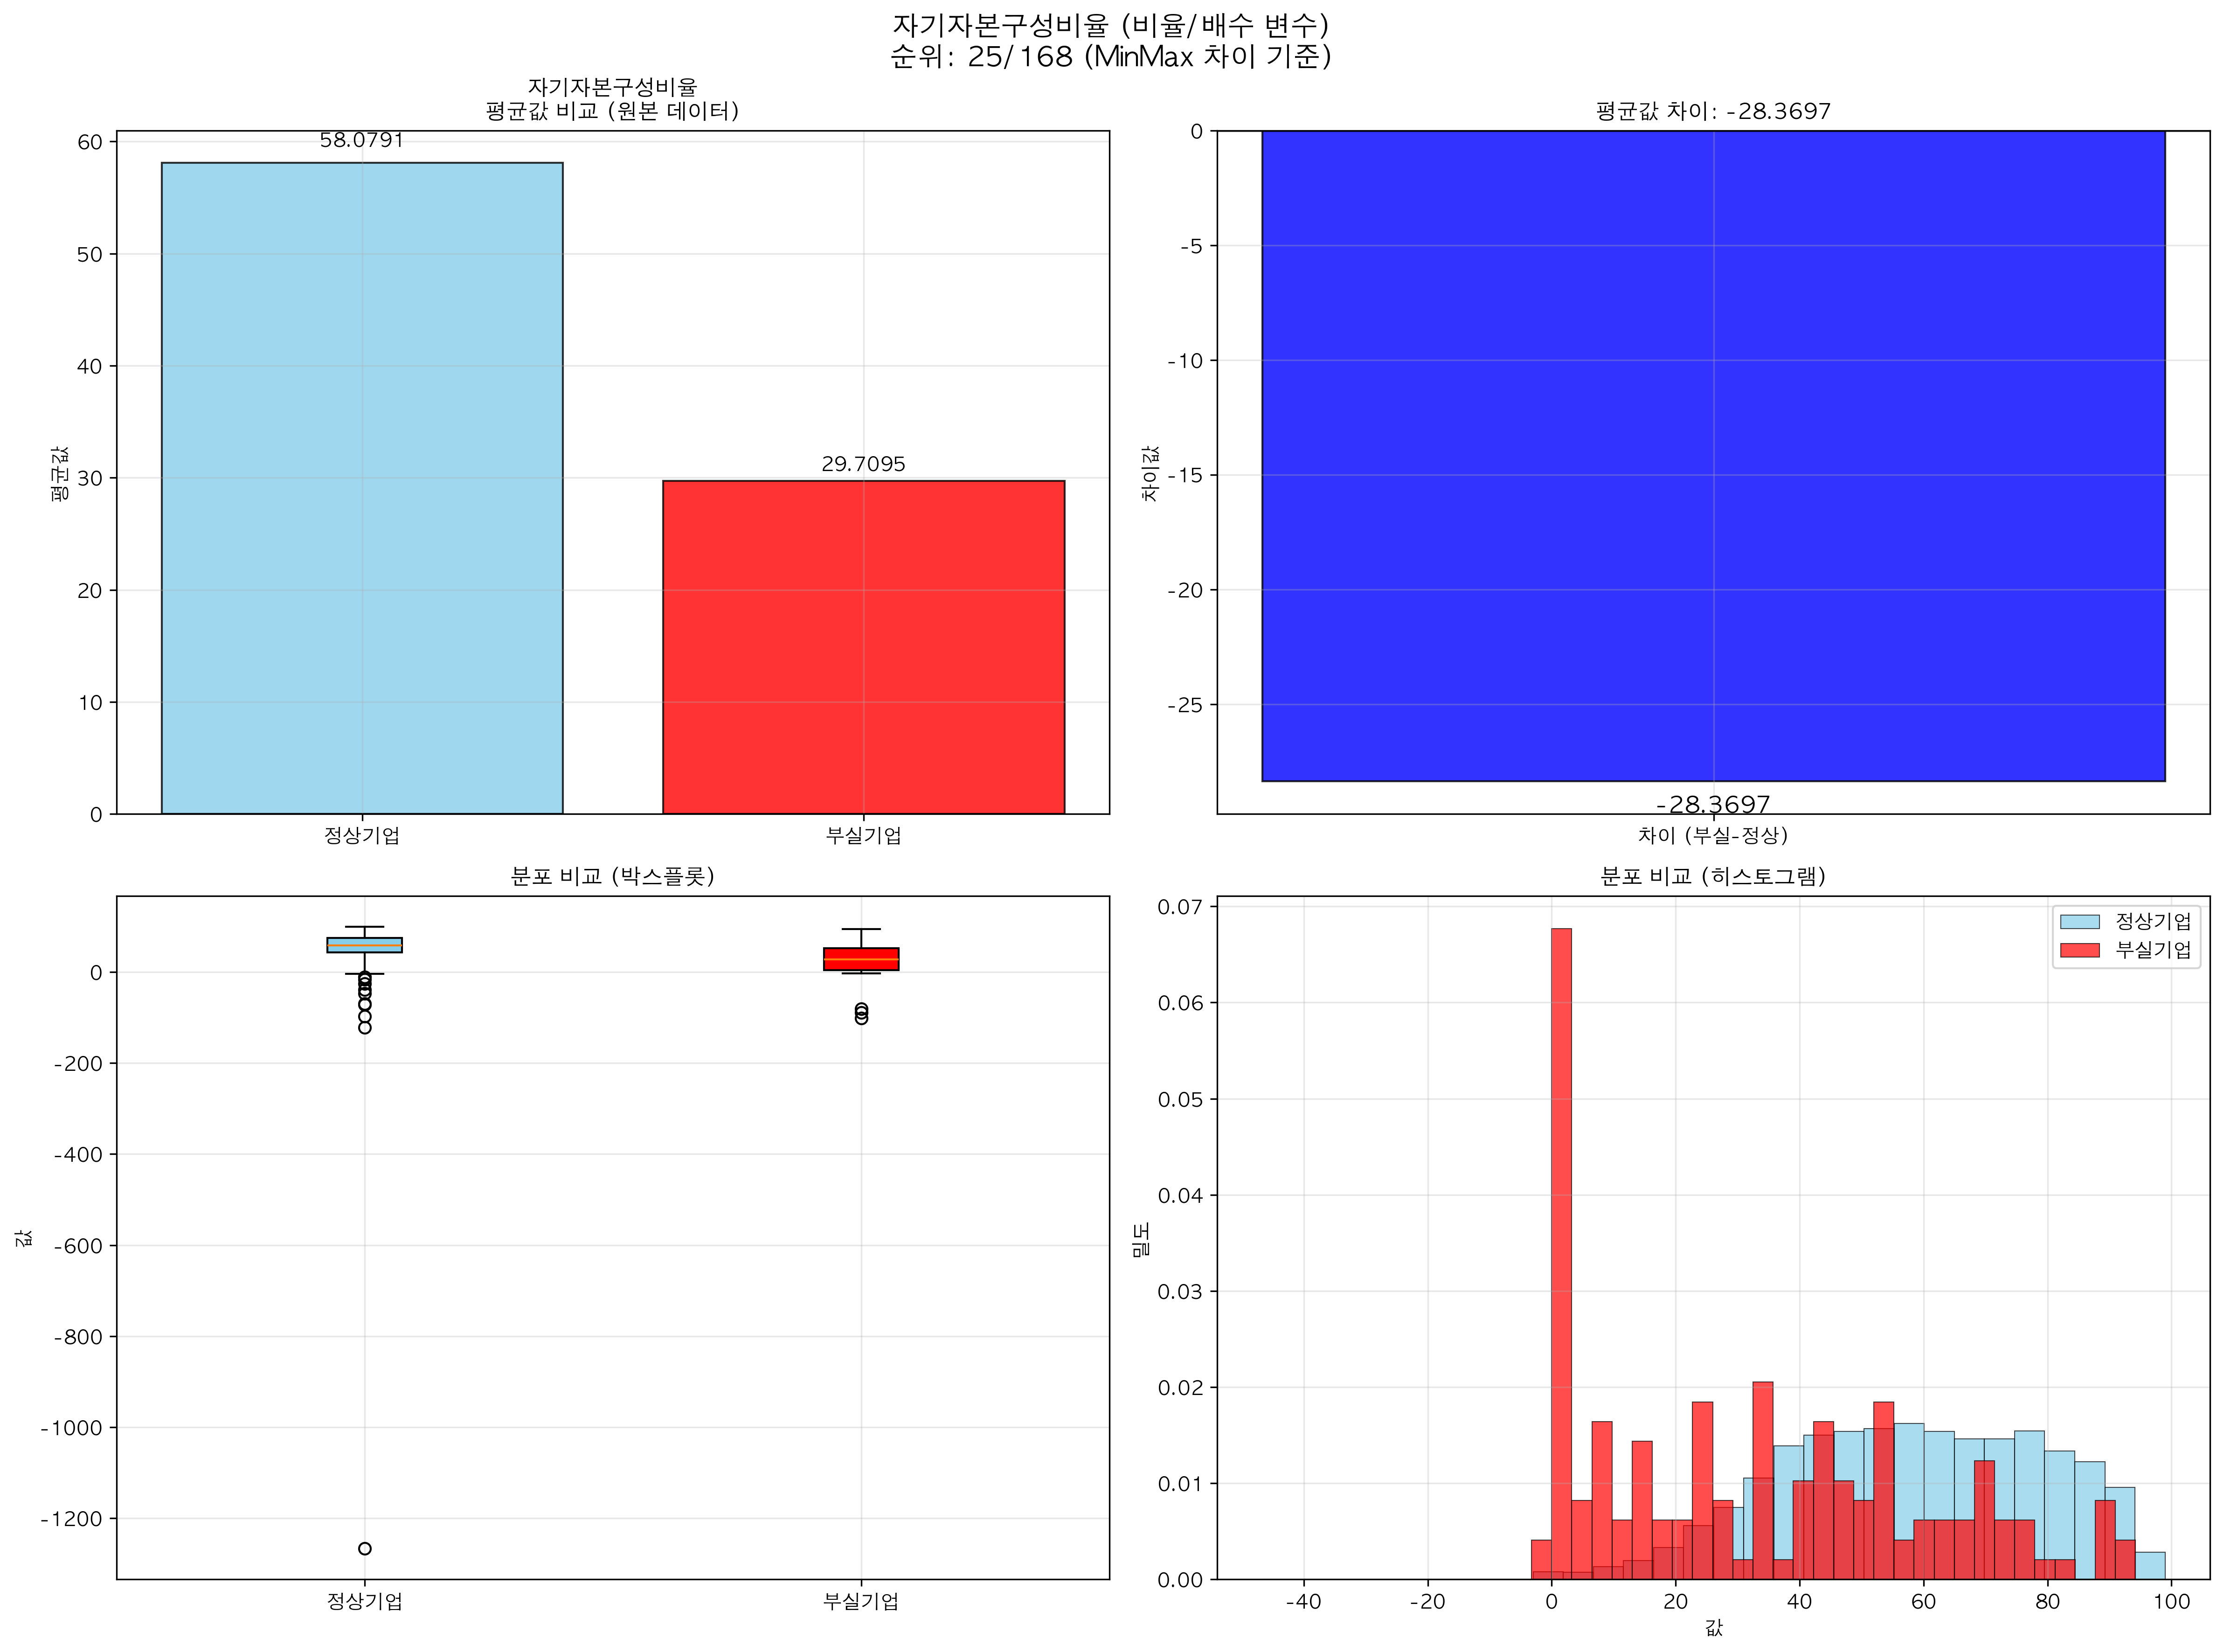 자기자본구성비율 (비율/배수 변수)
순위: 25/168 (MinMax 차이 기준)
자기자본구성비율
평균값 비교 (원본 데이터)
60
50
40
30
20
10
0
평균값
58.0791
29.7095
정상기업
부실기업
평균값 차이: -28.3697
0
-5
-10
-15
-20
-25
차이값
-28.3697
차이 (부실-정상)
분포 비교 (박스플롯)
0
-200
-400
-600
-800
-1000
-1200
값
정상기업
부실기업
분포 비교 (히스토그램)
0.07
0.06
0.05
0.04
0.03
0.02
0.01
0.00
밀도
정상기업
부실기업
-40
-20
0
20
40
60
80
100
값